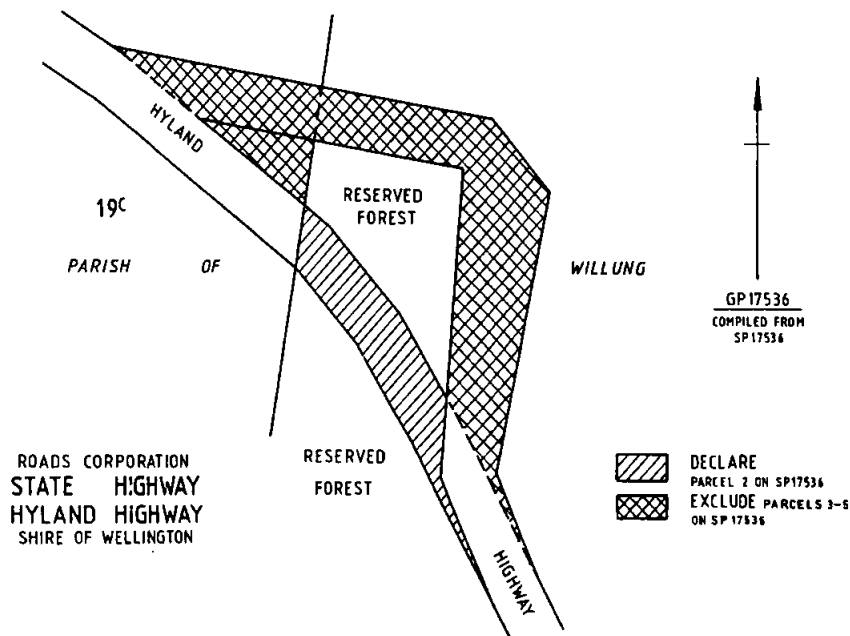 HYLAND
RESERVED
FOREST
19C
PARISH OF
WILLUNG
GP17536
COMPILED FROM
SP17536
RESERVED
FOREST
ROADS CORPORATION
STATE HIGHWAY
HYLAND HIGHWAY
SHIRE OF WELLINGTON
DECLARE
PARCEL 2 ON SP17536
EXCLUDE PARCELS 3-5
ON SP 17536
HIGHWAY